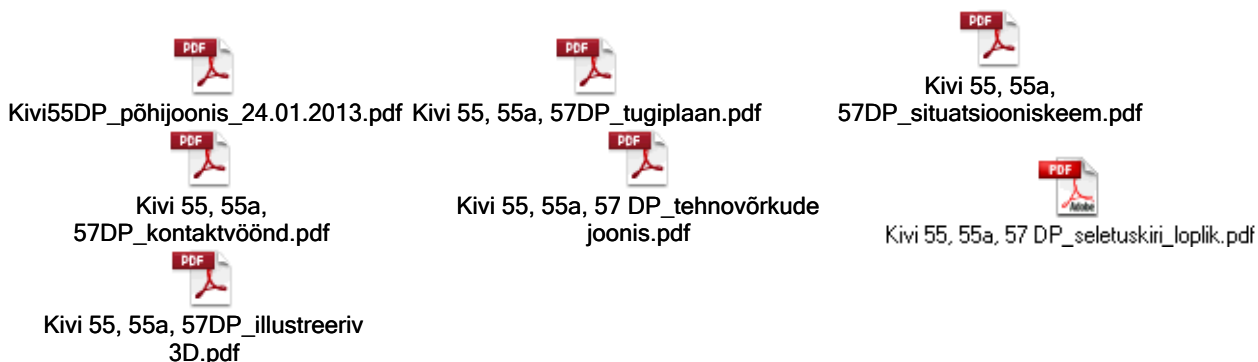 PDF
Kivi55DP_põhijoonis_24.01.2013.pdf
PDF
Kivi 55, 55a, 57DP_tugiplaan.pdf
PDF
Kivi 55, 55a,
57DP_situatsiooniskeem.pdf
PDF
Kivi 55, 55a,
57DP_kontaktvöönd.pdf
PDF
Kivi 55, 55a, 57 DP_tehnovõrkude
joonis.pdf
PDF
Adobe
Kivi 55, 55a, 57 DP_seletuskiri_loplik.pdf
PDF
Kivi 55, 55a, 57DP_illustreeriv
3D.pdf